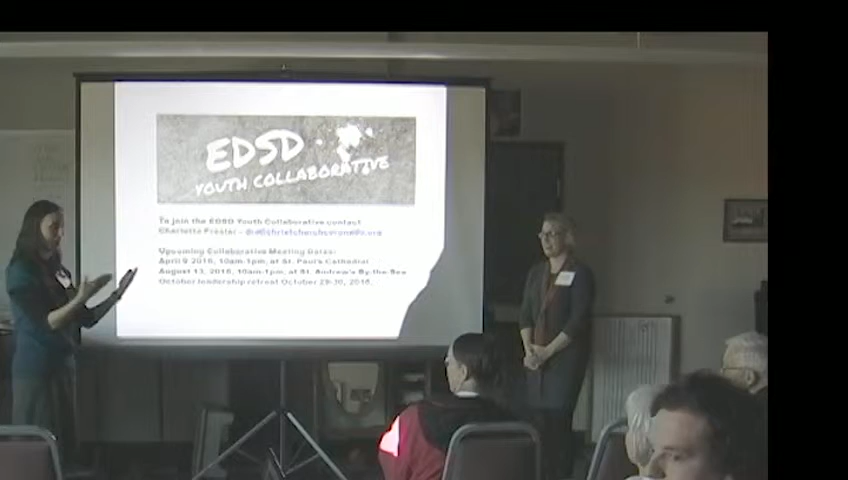 EDSD
YOUTH COLLABORATIVE
To join the EDSD Youth Collaborative contact
Charlotte Preslar -
Upcoming Collaborative Meeting Dates:
April 9 2016, 10am-1pm, at St. Paul's Cathedral
August 13, 2016, 10am-1pm, at St. Andrew's By-the-Sea
October leadership retreat October 29-30, 2016.